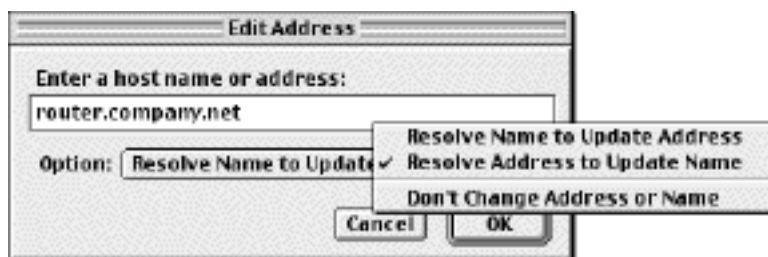 Edit Address
Enter a host name or address:
router.company.net
Resolve Name to Update Address
Option: Resolve Name to Update ✓ Resolve Address to Update Name
Don't Change Address or Name
Cancel OK